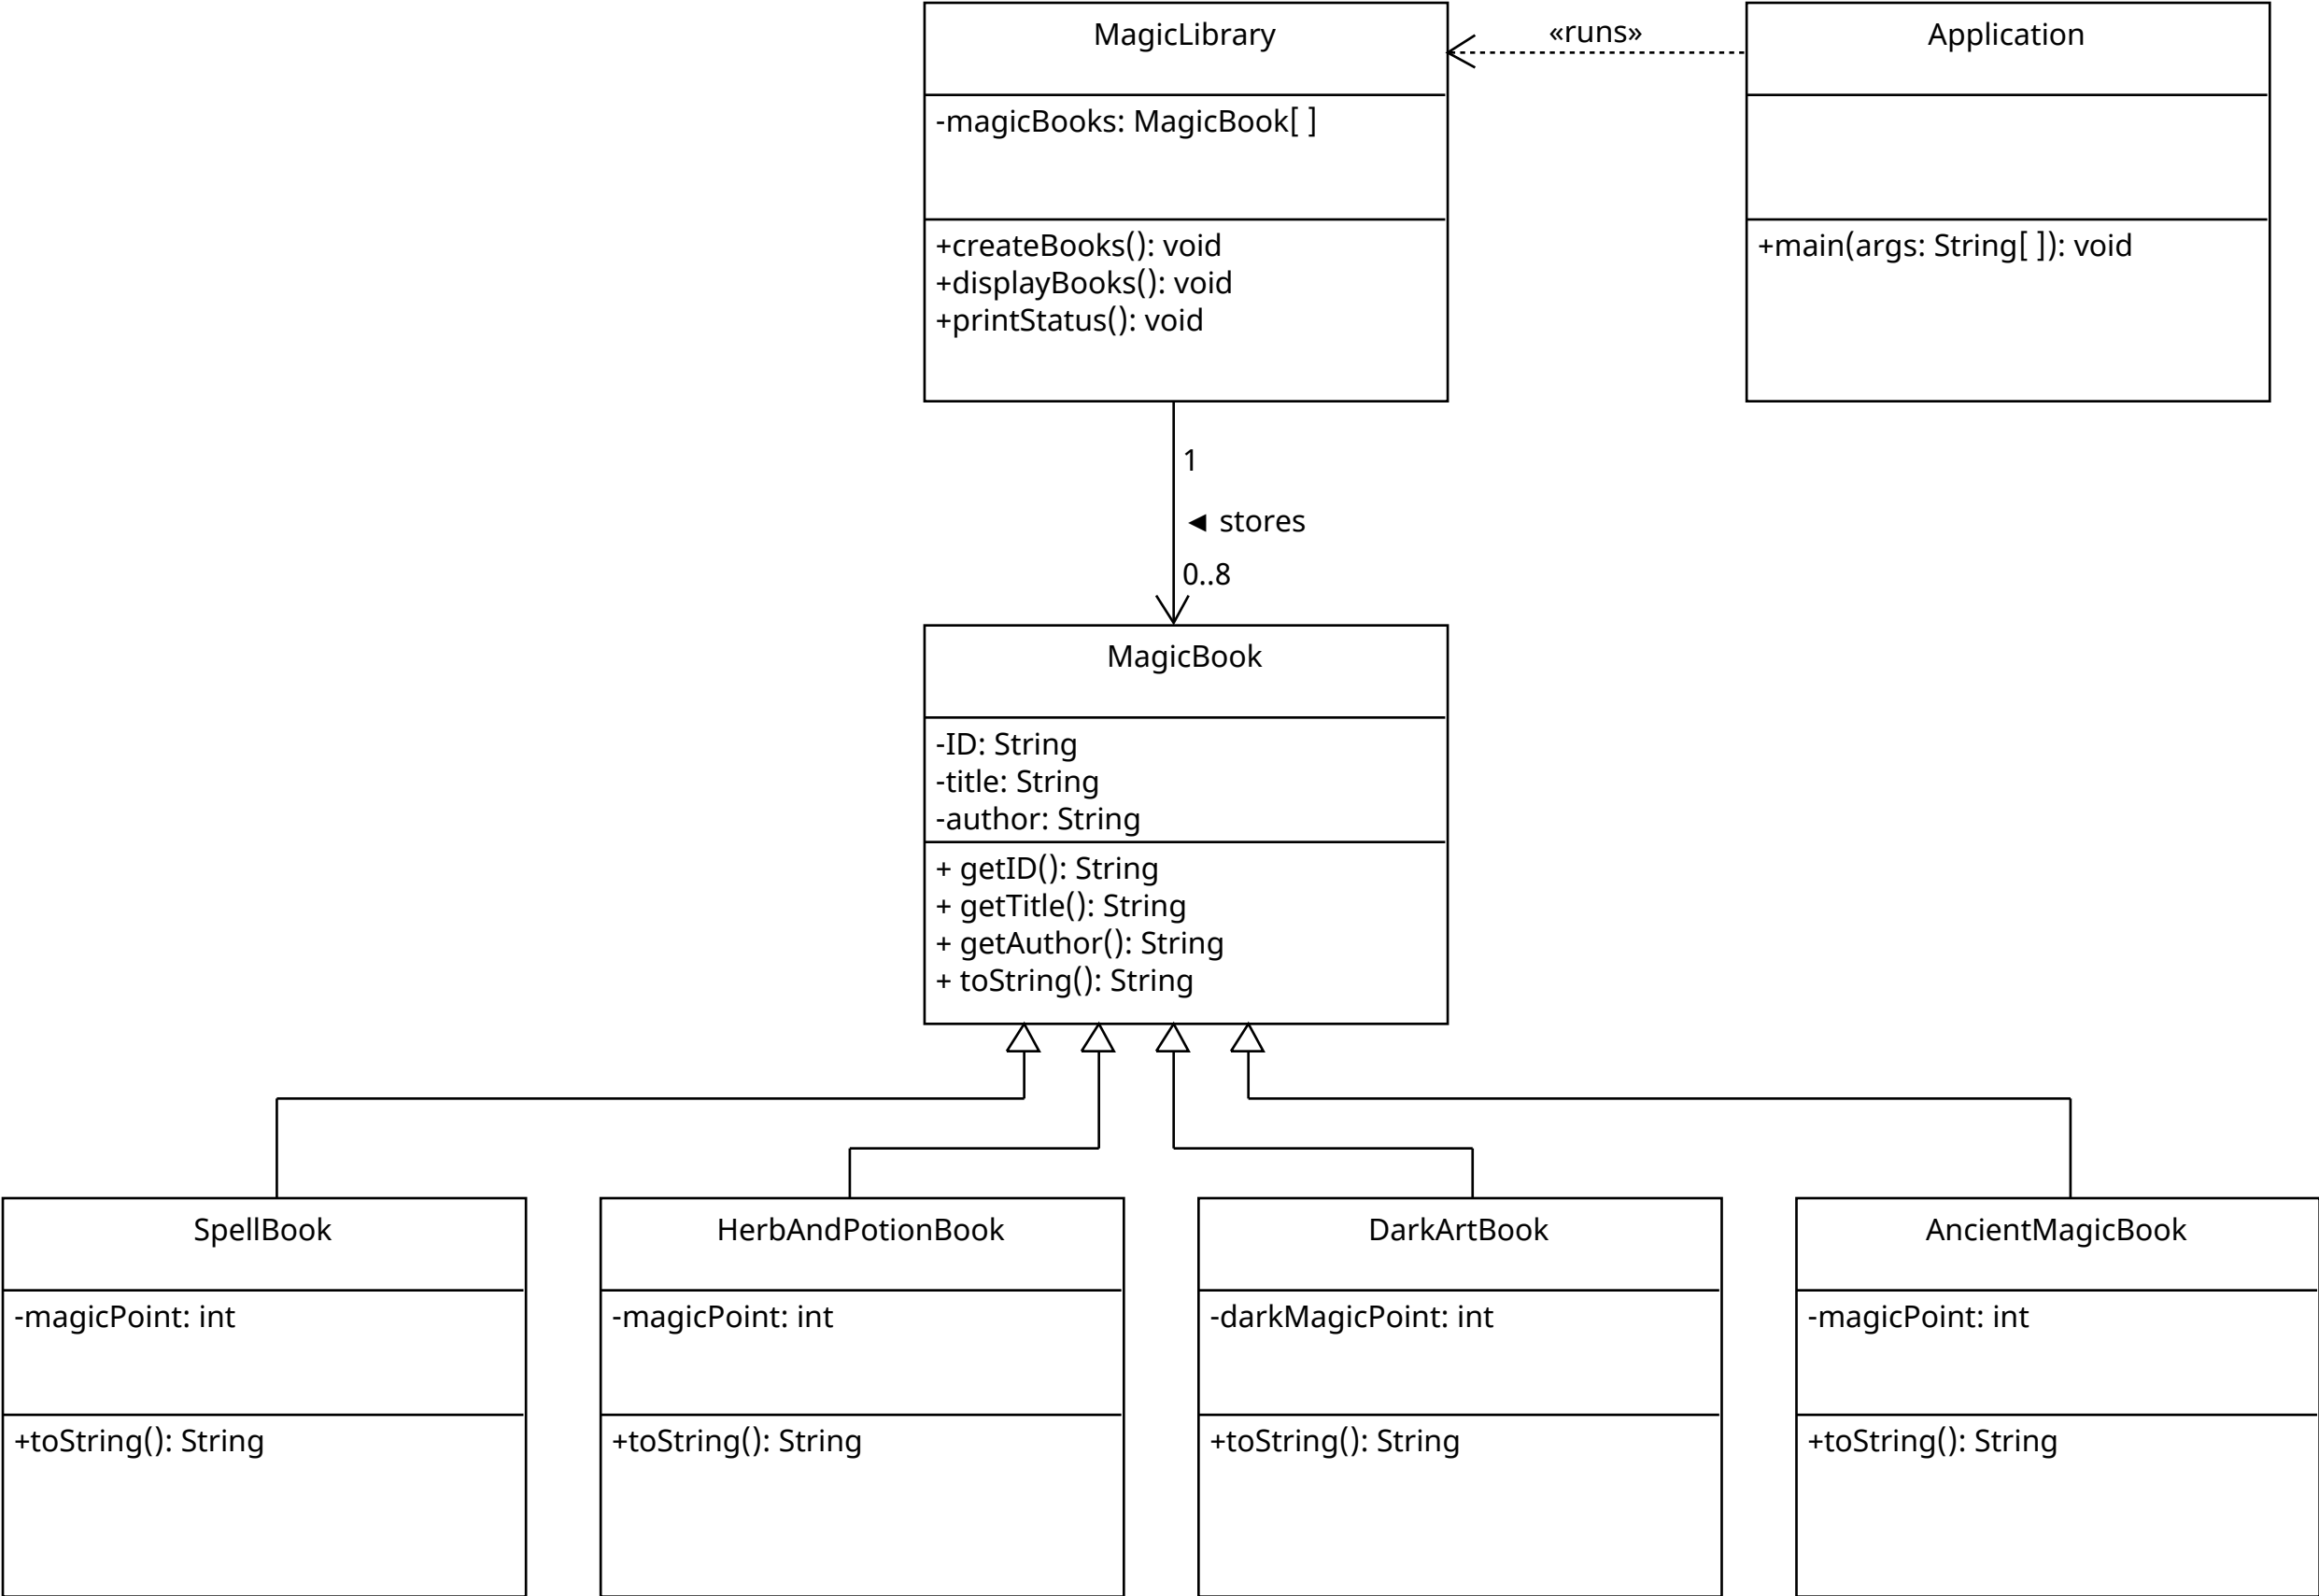 MagicLibrary
-magicBooks: MagicBook[ ]
+createBooks(): void
+displayBooks(): void
+printStatus(): void
«runs»
Application
+main(args: String[ ]): void
1
◄ stores
0..8
MagicBook
-ID: String
-title: String
-author: String
+ getID(): String
+ getTitle(): String
+ getAuthor(): String
+ toString(): String
SpellBook
-magicPoint: int
+toString(): String
HerbAndPotionBook
-magicPoint: int
+toString(): String
DarkArtBook
-darkMagicPoint: int
+toString(): String
AncientMagicBook
-magicPoint: int
+toString(): String